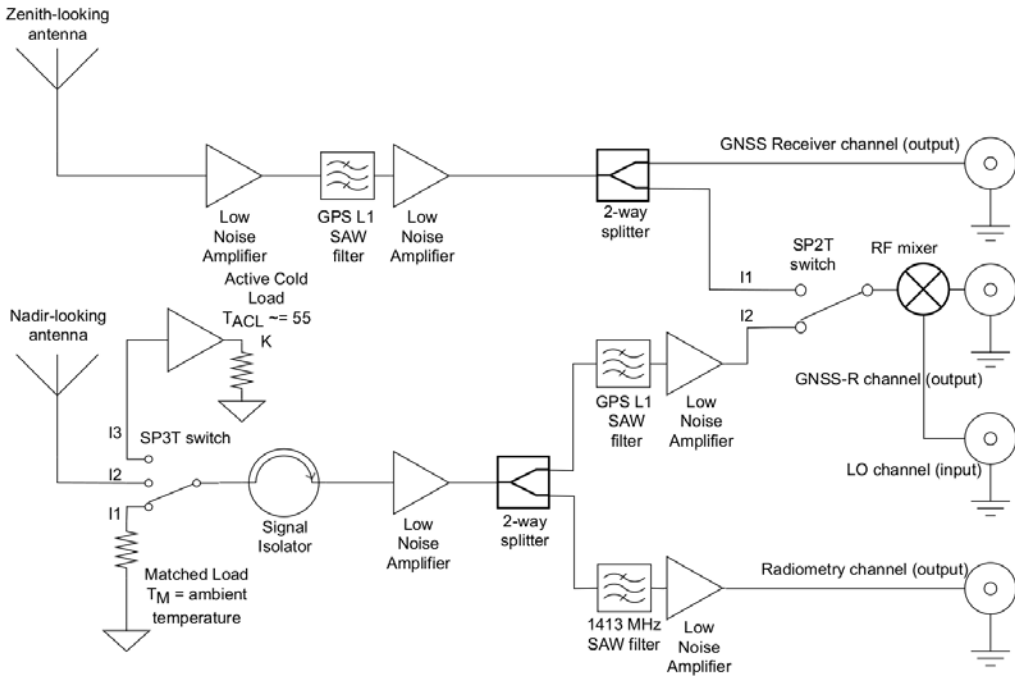 Zenith-looking
antenna
GNSS Receiver channel (output)
Low
Noise
Amplifier
GPS L1
SAW
filter
Low
Noise
Amplifier
2-way
splitter
SP2T
switch
RF mixer
I1
I2
Active Cold
Load
TACL ~= 55
K
Nadir-looking
antenna
GPS L1
SAW
filter
Low
Noise
Amplifier
GNSS-R channel (output)
I3
SP3T switch
I2
I1
LO channel (input)
Signal
Isolator
Low
Noise
Amplifier
2-way
splitter
Matched Load
TM = ambient
temperature
Radiometry channel (output)
1413 MHz
SAW filter
Low
Noise
Amplifier